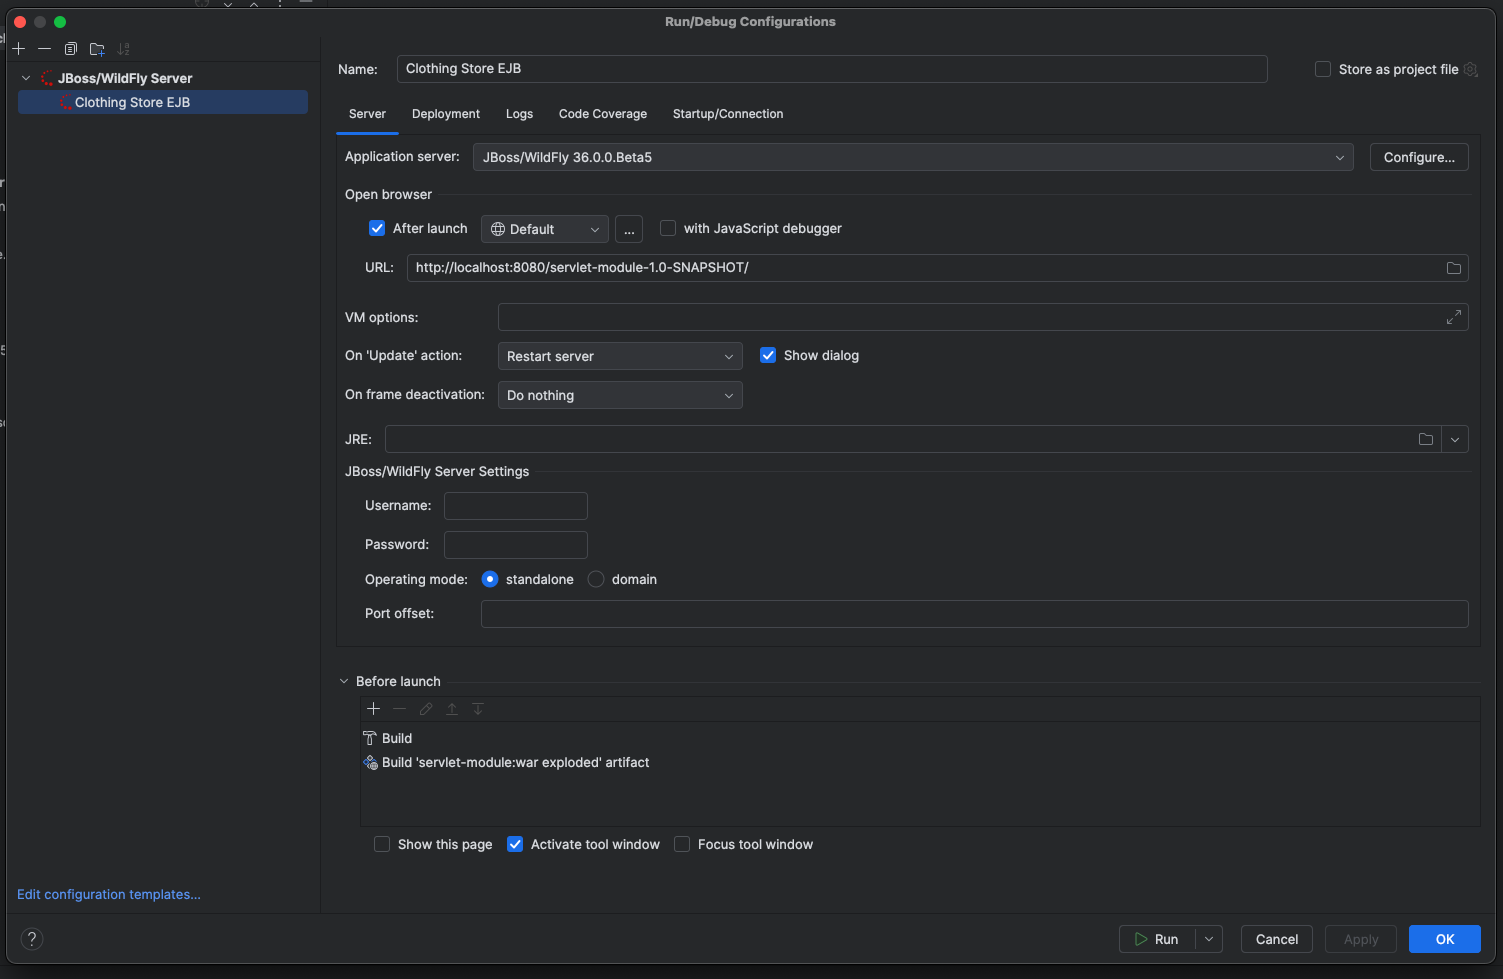 Run/Debug Configurations
JBoss/WildFly Server
Clothing Store EJB
Name: Clothing Store EJB Store as project file
Server Deployment Logs Code Coverage Startup/Connection
Application server: JBoss/WildFly 36.0.0.Beta5 Configure...
Open browser
After launch Default ... with JavaScript debugger
URL: http://localhost:8080/servlet-module-1.0-SNAPSHOT/
VM options:
On 'Update' action: Restart server Show dialog
On frame deactivation: Do nothing
JRE:
JBoss/WildFly Server Settings
Username:
Password:
Operating mode: standalone domain
Port offset:
Before launch
Build
Build 'servlet-module:war exploded' artifact
Show this page Activate tool window Focus tool window
Edit configuration templates...
? Run Cancel Apply OK